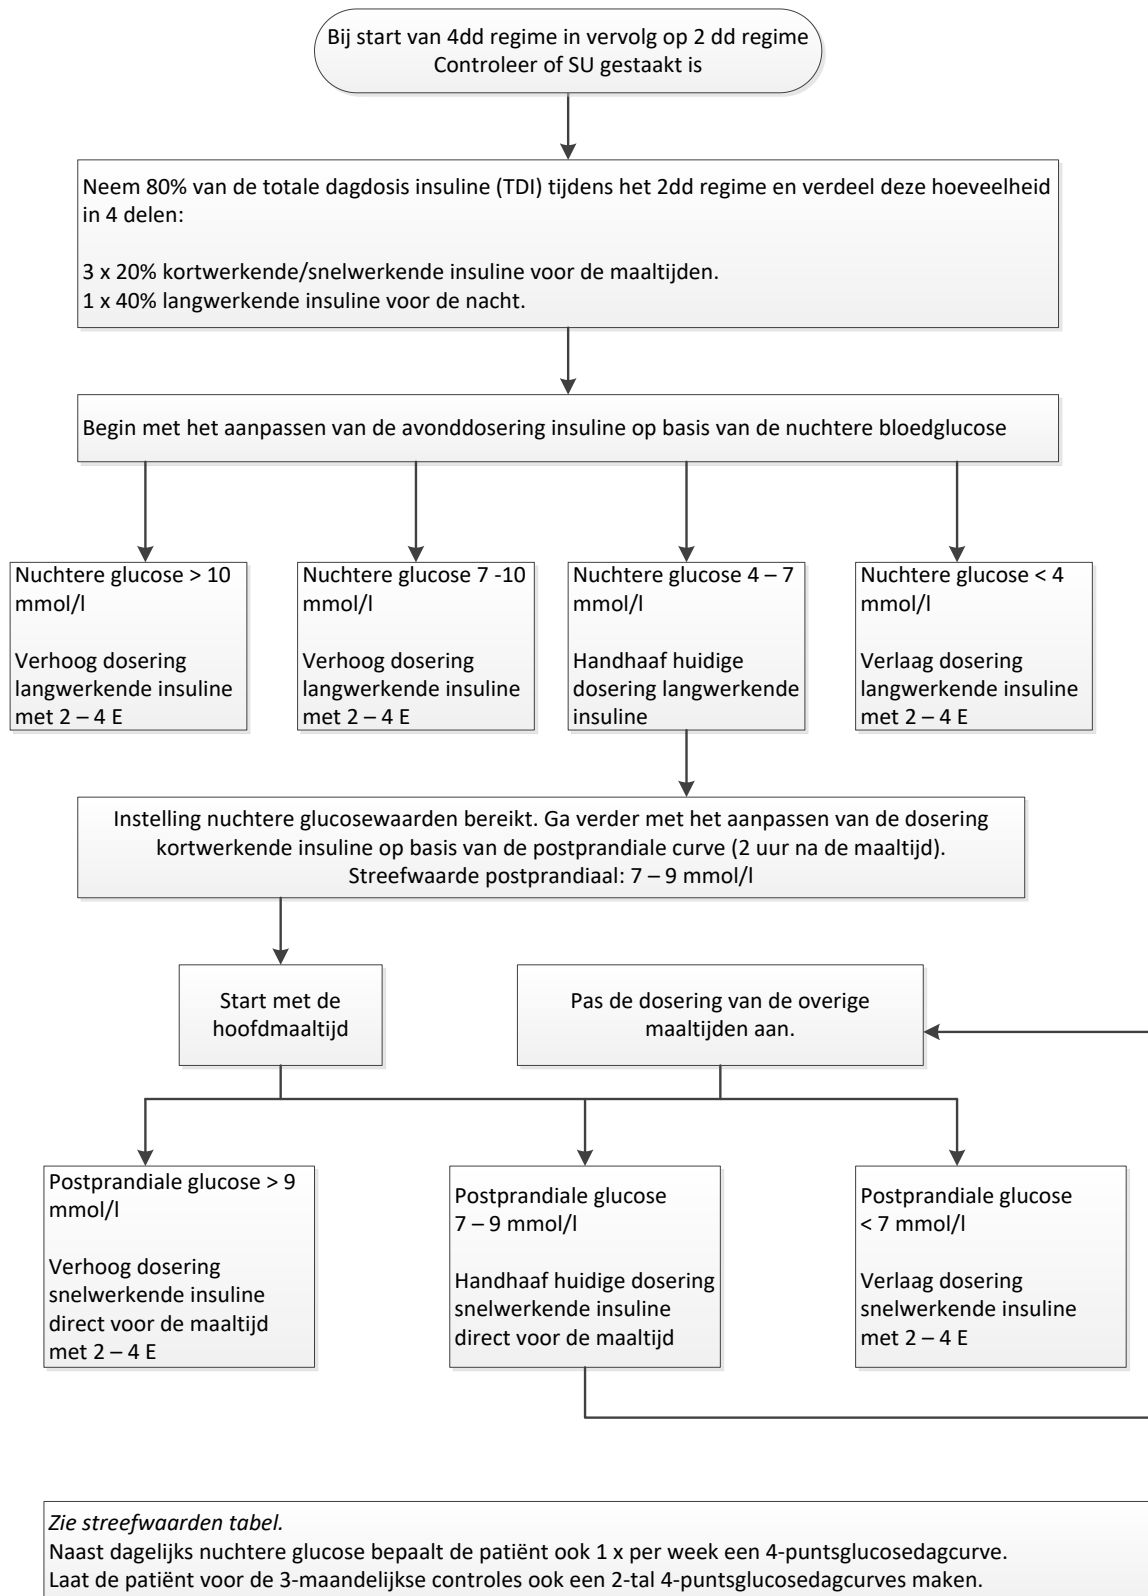 Bij start van 4dd regime in vervolg op 2 dd regime
Controleer of SU gestaakt is
Neem 80% van de totale dagdosis insuline (TDI) tijdens het 2dd regime en verdeel deze hoeveelheid
in 4 delen:
3 x 20% kortwerkende/snelwerkende insuline voor de maaltijden.
1 x 40% langwerkende insuline voor de nacht.
Begin met het aanpassen van de avonddosering insuline op basis van de nuchtere bloedglucose
Nuchtere glucose > 10
mmol/l
Verhoog dosering
langwerkende insuline
met 2 – 4 E
Nuchtere glucose 7 -10
mmol/l
Verhoog dosering
langwerkende insuline
met 2 – 4 E
Nuchtere glucose 4 – 7
mmol/l
Handhaaf huidige
dosering langwerkende
insuline
Nuchtere glucose < 4
mmol/l
Verlaag dosering
langwerkende insuline
met 2 – 4 E
Instelling nuchtere glucosewaarden bereikt. Ga verder met het aanpassen van de dosering
kortwerkende insuline op basis van de postprandiale curve (2 uur na de maaltijd).
Streefwaarde postprandiaal: 7 – 9 mmol/l
Start met de
hoofdmaaltijd
Pas de dosering van de overige
maaltijden aan.
Postprandiale glucose > 9
mmol/l
Verhoog dosering
snelwerkende insuline
direct voor de maaltijd
met 2 – 4 E
Postprandiale glucose
7 – 9 mmol/l
Handhaaf huidige dosering
snelwerkende insuline
direct voor de maaltijd
Postprandiale glucose
< 7 mmol/l
Verlaag dosering
snelwerkende insuline
met 2 – 4 E
Zie streefwaarden tabel.
Naast dagelijks nuchtere glucose bepaalt de patiënt ook 1 x per week een 4-puntsglucosedagcurve.
Laat de patiënt voor de 3-maandelijkse controles ook een 2-tal 4-puntsglucosedagcurves maken.